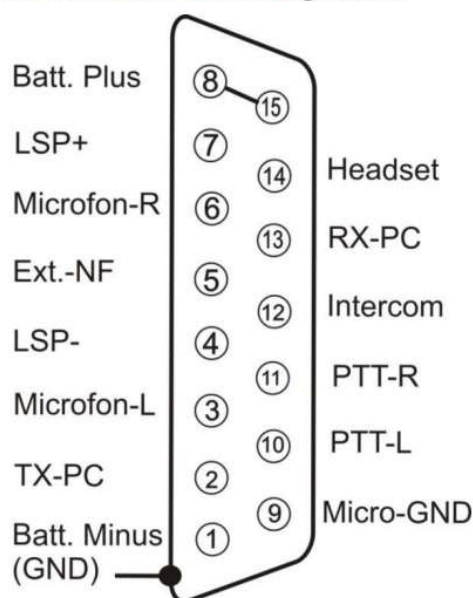 Batt. Plus
8
15
LSP+
7
14
Headset
Microfon-R
6
13
RX-PC
Ext.-NF
5
12
Intercom
LSP-
4
11
PTT-R
Microfon-L
3
10
PTT-L
TX-PC
2
9
Micro-GND
Batt. Minus
1
(GND)